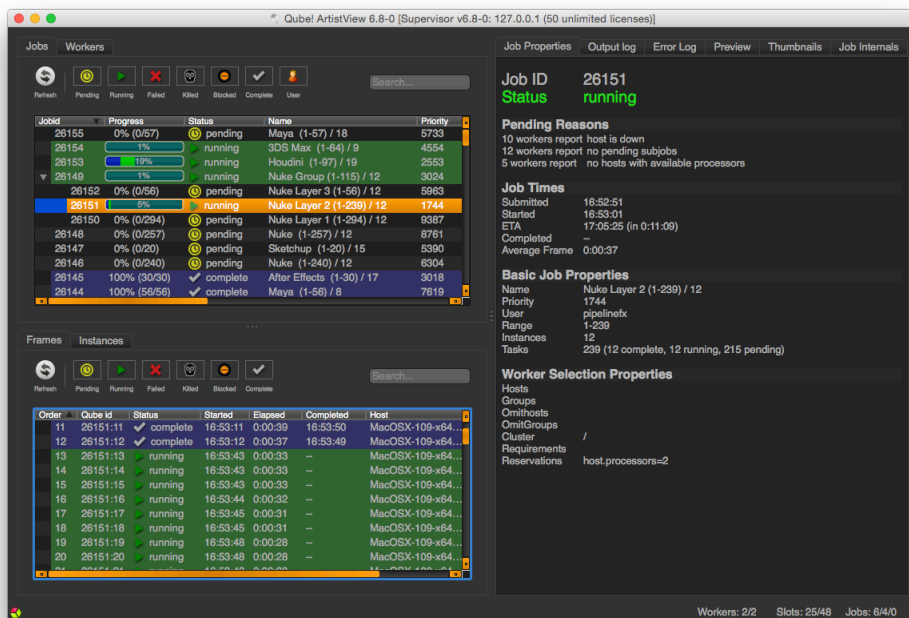 Qube! ArtistView 6.8-0 [Supervisor v6.8-0: 127.0.0.1 (50 unlimited licenses)]
Jobs Workers
Search...
Refresh Pending Running Failed Killed Blocked Complete User
Jobid Progress Status Name Priority
26155 0% (0/57) pending Maya (1-57) / 18 5733
26154 1% running 3DS Max (1-64) / 9 4554
26153 19% running Houdini (1-97) / 19 2553
26149 1% running Nuke Group (1-115) / 12 3024
26152 0% (0/56) pending Nuke Layer 3 (1-56) / 12 5963
26151 5% running Nuke Layer 2 (1-239) / 12 1744
26150 0% (0/294) pending Nuke Layer 1 (1-294) / 12 9387
26148 0% (0/257) pending Nuke (1-257) / 12 8761
26147 0% (0/20) pending Sketchup (1-20) / 15 5390
26146 0% (0/240) pending Nuke (1-240) / 12 6304
26145 100% (30/30) complete After Effects (1-30) / 17 3018
26144 100% (56/56) complete Maya (1-56) / 8 7619
Frames Instances
Search...
Refresh Pending Running Failed Killed Blocked Complete
Order Qube id Status Started Elapsed Completed Host
11 26151:11 complete 16:53:11 0:00:39 16:53:50 MacOSX-109-x64...
12 26151:12 complete 16:53:12 0:00:37 16:53:49 MacOSX-109-x64...
13 26151:13 running 16:53:43 0:00:33 -- MacOSX-109-x64...
14 26151:14 running 16:53:43 0:00:33 -- MacOSX-109-x64...
15 26151:15 running 16:53:43 0:00:33 -- MacOSX-109-x64...
16 26151:16 running 16:53:44 0:00:32 -- MacOSX-109-x64...
17 26151:17 running 16:53:45 0:00:31 -- MacOSX-109-x64...
18 26151:18 running 16:53:45 0:00:31 -- MacOSX-109-x64...
19 26151:19 running 16:53:48 0:00:28 -- MacOSX-109-x64...
20 26151:20 running 16:53:48 0:00:28 -- MacOSX-109-x64...
Job Properties Output log Error Log Preview Thumbnails Job Internals
Job ID 26151
Status running
Pending Reasons
10 workers report host is down
12 workers report no pending subjobs
5 workers report no hosts with available processors
Job Times
Submitted 16:52:51
Started 16:53:01
ETA 17:05:25 (in 0:11:09)
Completed --
Average Frame 0:00:37
Basic Job Properties
Name Nuke Layer 2 (1-239) / 12
Priority 1744
User pipelinefx
Range 1-239
Instances 12
Tasks 239 (12 complete, 12 running, 215 pending)
Worker Selection Properties
Hosts
Groups
Omithosts
OmitGroups
Cluster /
Requirements
Reservations host.processors=2
Workers: 2/2 Slots: 25/48 Jobs: 6/4/0